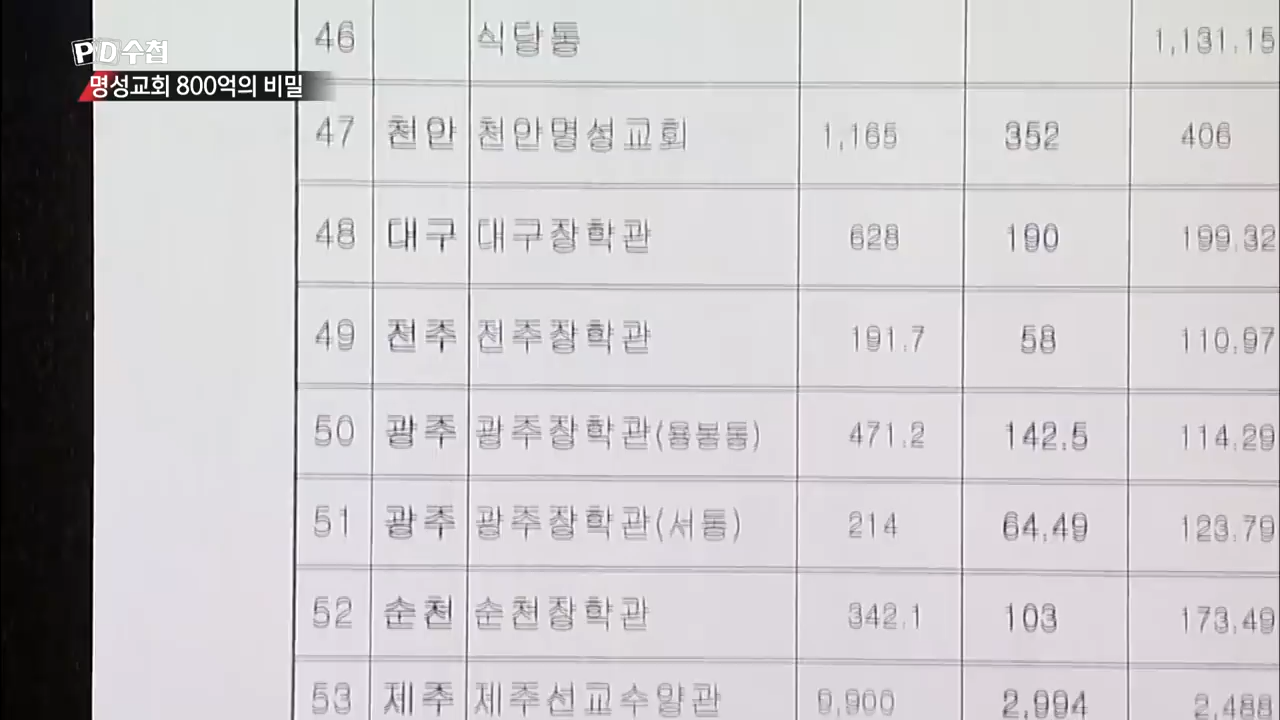 PD수첩
명성교회 800억의 비밀
46 식당동 1,131.15
47 천안 천안명성교회 1,165 352 406
48 대구 대구장학관 628 190 199.32
49 전주 전주장학관 191.7 58 110.97
50 광주 광주장학관(용봉동) 471.2 142.5 114.29
51 광주 광주장학관(서동) 214 64.49 123.79
52 순천 순천장학관 342.1 103 173.49
53 제주 제주선교수양관 9,900 2,994 2,488